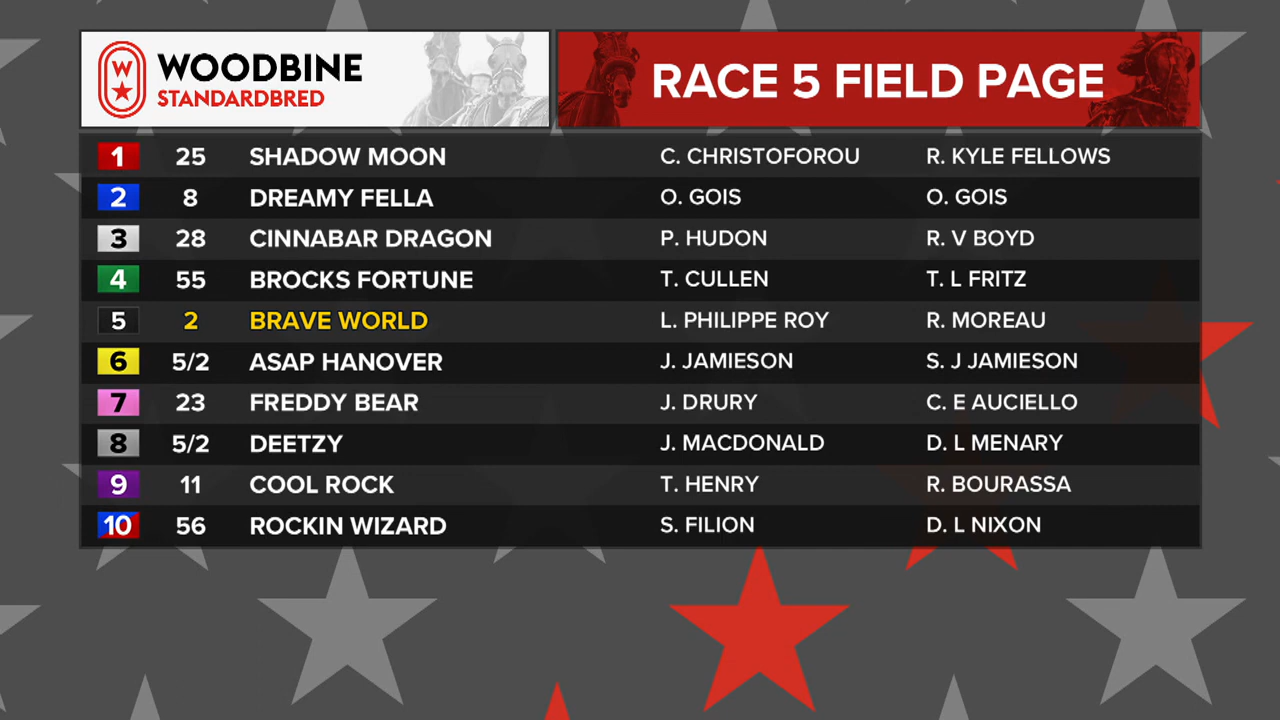 W
WOODBINE
STANDARDBRED
RACE 5 FIELD PAGE
1 25 SHADOW MOON C. CHRISTOFOROU R. KYLE FELLOWS
2 8 DREAMY FELLA O. GOIS O. GOIS
3 28 CINNABAR DRAGON P. HUDON R. V BOYD
4 55 BROCKS FORTUNE T. CULLEN T. L FRITZ
5 2 BRAVE WORLD L. PHILIPPE ROY R. MOREAU
6 5/2 ASAP HANOVER J. JAMIESON S. J JAMIESON
7 23 FREDDY BEAR J. DRURY C. E AUCIELLO
8 5/2 DEETZY J. MACDONALD D. L MENARY
9 11 COOL ROCK T. HENRY R. BOURASSA
10 56 ROCKIN WIZARD S. FILION D. L NIXON